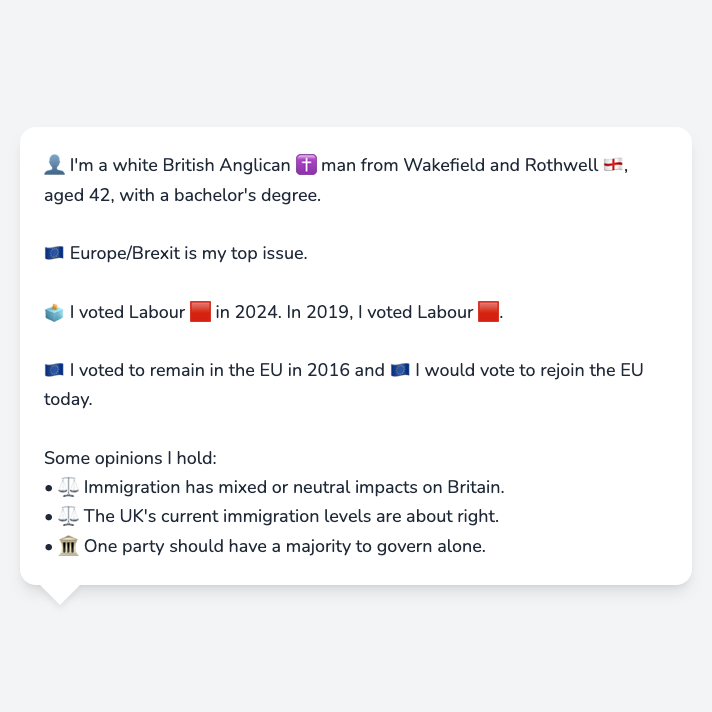 👤 I'm a white British Anglican ✝️ man from Wakefield and Rothwell 🏴󠁧󠁢󠁥󠁮󠁧󠁿,
aged 42, with a bachelor's degree.
🇪🇺 Europe/Brexit is my top issue.
🗳️ I voted Labour 🟥 in 2024. In 2019, I voted Labour 🟥.
🇪🇺 I voted to remain in the EU in 2016 and 🇪🇺 I would vote to rejoin the EU
today.
Some opinions I hold:
• ⚖️ Immigration has mixed or neutral impacts on Britain.
• ⚖️ The UK's current immigration levels are about right.
• 🏛️ One party should have a majority to govern alone.